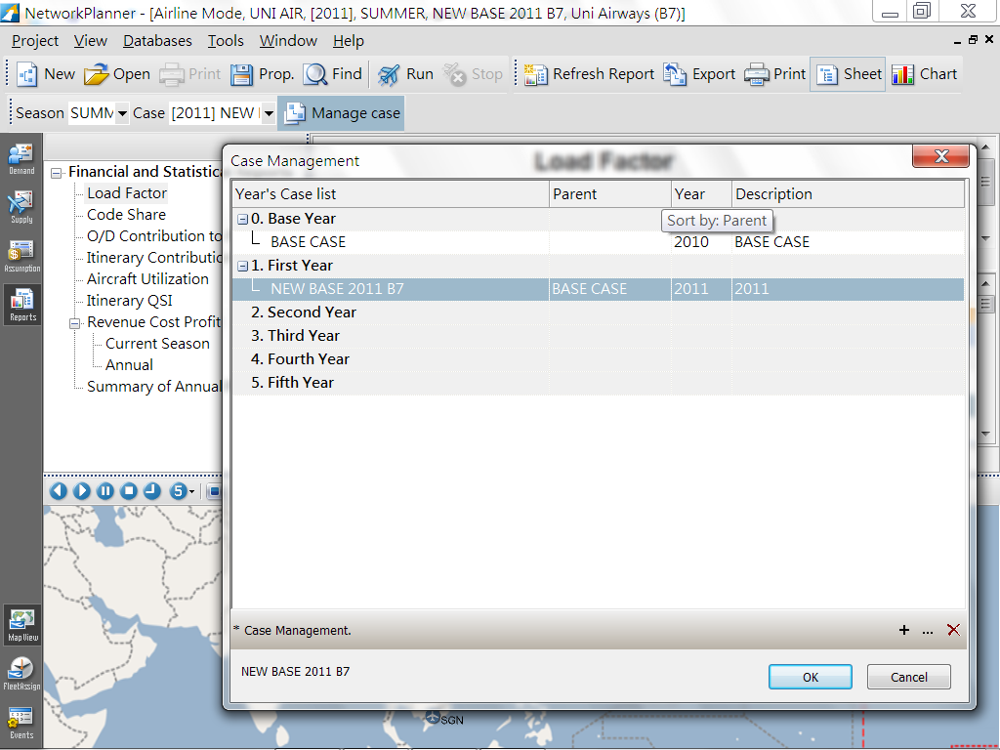 NetworkPlanner - [Airline Mode, UNI AIR, [2011], SUMMER, NEW BASE 2011 B7, Uni Airways (B7)]
Project View Databases Tools Window Help
New Open Print Prop. Find Run Stop Refresh Report Export Print Sheet Chart
Season SUMM Case [2011] NEW Manage case
Demand
Supply
Assumption
Reports
Map View
FleetAssign
Events
Financial and Statistica
Load Factor
Code Share
O/D Contribution to
Itinerary Contributio
Aircraft Utilization
Itinerary QSI
Revenue Cost Profit
Current Season
Annual
Summary of Annual
5
Load Factor
Case Management
Year's Case list Parent Year Description
Sort by: Parent
0. Base Year
BASE CASE 2010 BASE CASE
1. First Year
NEW BASE 2011 B7 BASE CASE 2011 2011
2. Second Year
3. Third Year
4. Fourth Year
5. Fifth Year
* Case Management. + ...
NEW BASE 2011 B7 OK Cancel
SGN